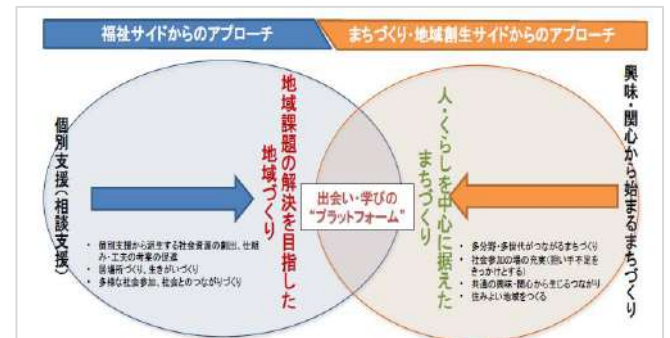 福祉サイドからのアプローチ
まちづくり・地域創生サイドからのアプローチ
個別支援(相談支援)
地域課題の解決を目指した
地域づくり
出会い・学びの
“プラットフォーム”
人・くらしを中心に据えた
まちづくり
興味・関心から始まるまちづくり
• 個別支援から派生する社会資源の創出、仕組
み・工夫の考案の促進
• 居場所づくり、生きがいづくり
• 多様な社会参加、社会とのつながりづくり
• 多分野・多世代がつながるまちづくり
• 社会参加の場の充実(担い手不足を
きっかけとする)
• 共通の興味・関心から生じるつながり
• 住みよい地域をつくる